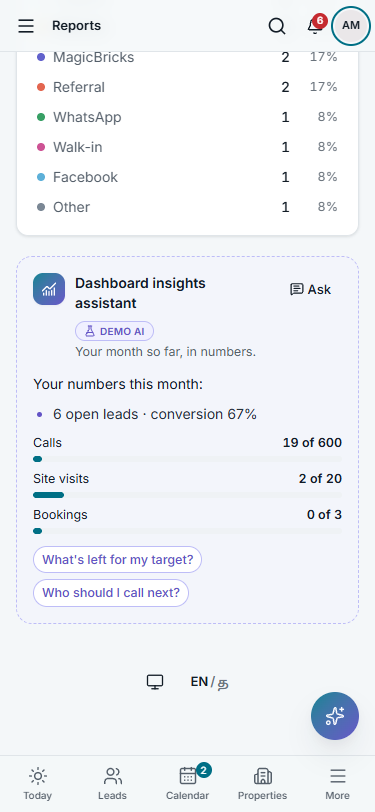 Reports
6
AM
MagicBricks 2 17%
Referral 2 17%
WhatsApp 1 8%
Walk-in 1 8%
Facebook 1 8%
Other 1 8%
Dashboard insights
assistant
Ask
DEMO AI
Your month so far, in numbers.
Your numbers this month:
• 6 open leads · conversion 67%
Calls 19 of 600
Site visits 2 of 20
Bookings 0 of 3
What's left for my target?
Who should I call next?
EN / த
2
Today Leads Calendar Properties More